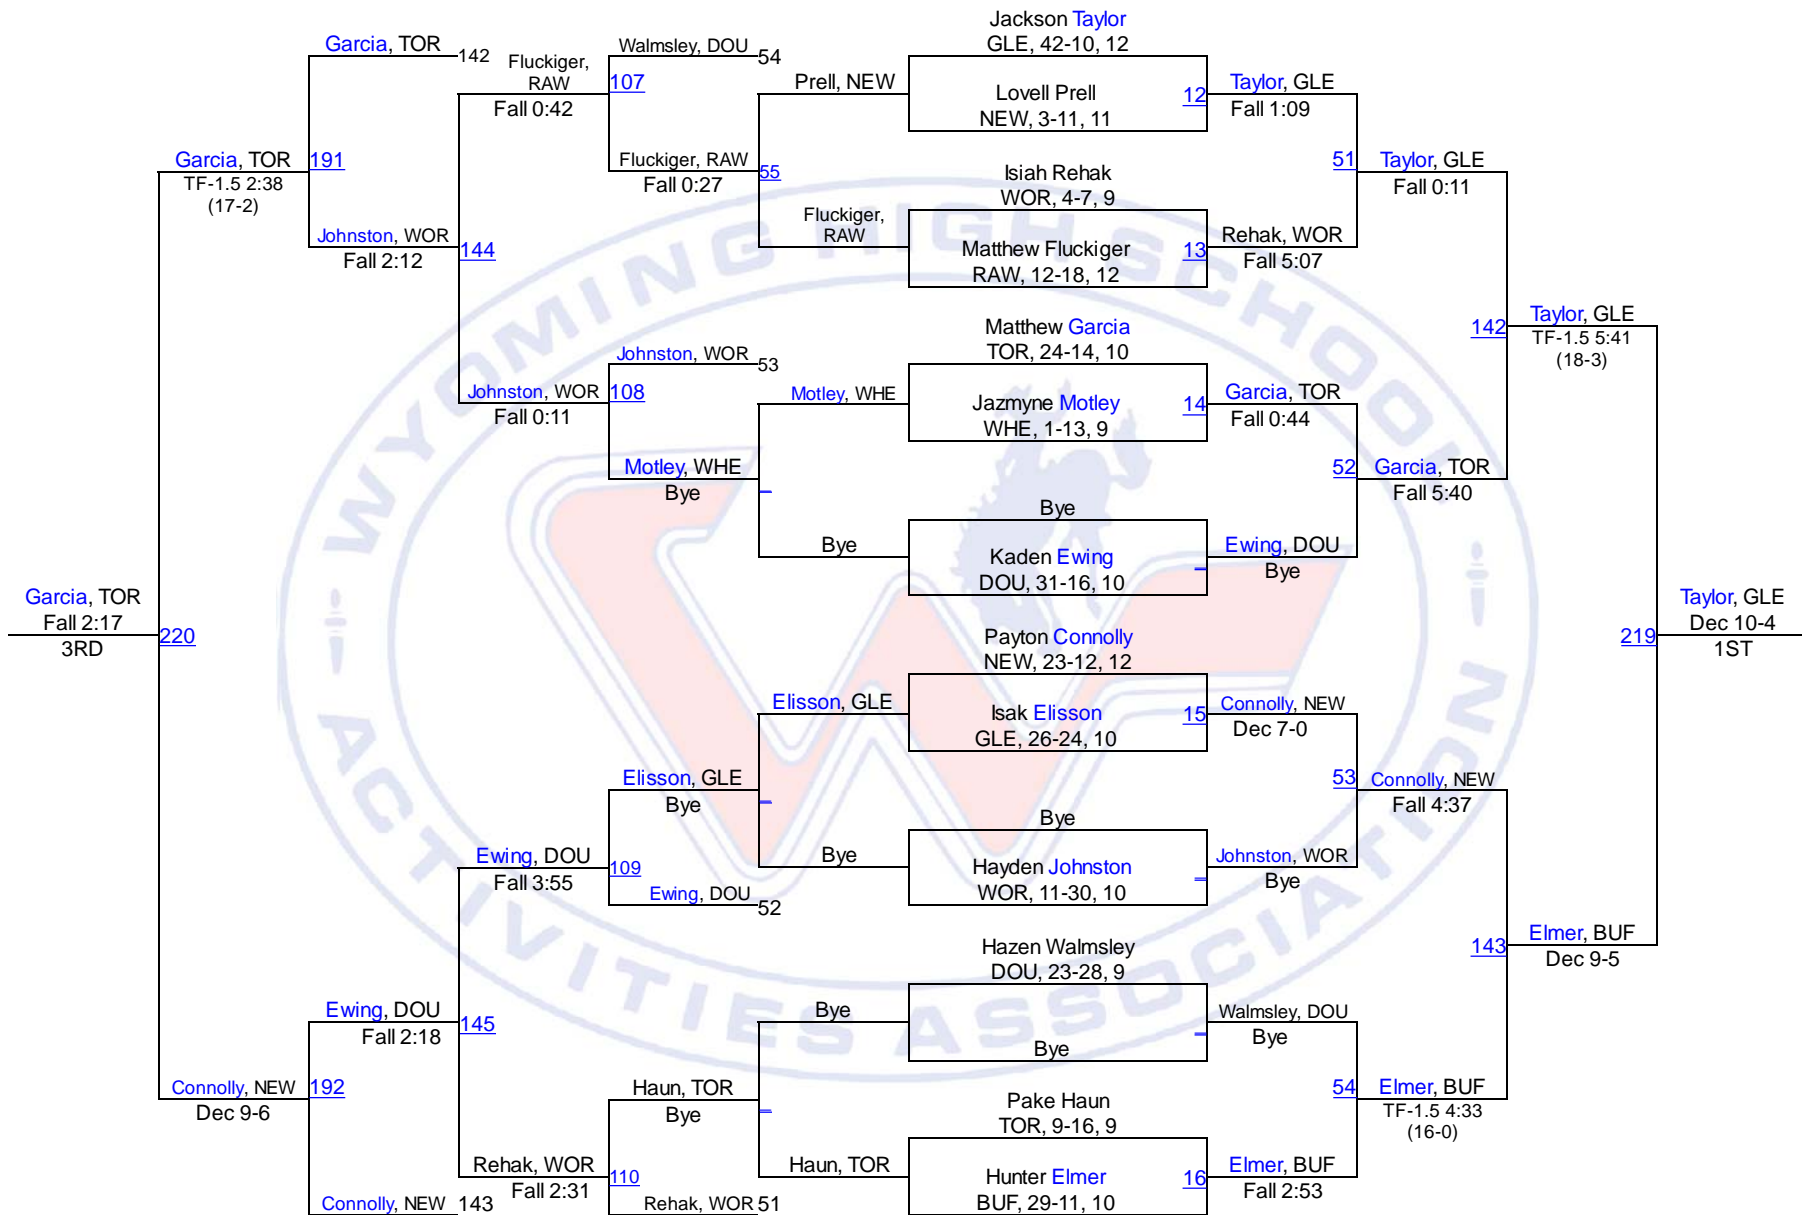 Garcia, TOR
142
Fluckiger,
RAW
Fall 0:42
107
Walmsley, DOU
54
Prell, NEW
Jackson Taylor
GLE, 42-10, 12
Lovell Prell
NEW, 3-11, 11
12
Taylor, GLE
Fall 1:09
Garcia, TOR
TF-1.5 2:38
(17-2)
191
Fluckiger, RAW
Fall 0:27
55
Isiah Rehak
WOR, 4-7, 9
51
Taylor, GLE
Fall 0:11
Johnston, WOR
Fall 2:12
144
Fluckiger,
RAW
Matthew Fluckiger
RAW, 12-18, 12
13
Rehak, WOR
Fall 5:07
Matthew Garcia
TOR, 24-14, 10
142
Taylor, GLE
TF-1.5 5:41
(18-3)
Johnston, WOR
53
Johnston, WOR
Fall 0:11
108
Motley, WHE
Jazmyne Motley
WHE, 1-13, 9
14
Garcia, TOR
Fall 0:44
Motley, WHE
Bye
52
Garcia, TOR
Fall 5:40
Bye
Bye
Kaden Ewing
DOU, 31-16, 10
Ewing, DOU
Bye
Garcia, TOR
Fall 2:17
3RD
220
Payton Connolly
NEW, 23-12, 12
219
Taylor, GLE
Dec 10-4
1ST
Elisson, GLE
Isak Elisson
GLE, 26-24, 10
15
Connolly, NEW
Dec 7-0
Elisson, GLE
Bye
53
Connolly, NEW
Fall 4:37
Bye
Ewing, DOU
Fall 3:55
109
Bye
Hayden Johnston
WOR, 11-30, 10
Johnston, WOR
Bye
Ewing, DOU
52
Hazen Walmsley
DOU, 23-28, 9
143
Elmer, BUF
Dec 9-5
Ewing, DOU
Fall 2:18
145
Bye
Bye
Walmsley, DOU
Bye
Connolly, NEW
Dec 9-6
192
Haun, TOR
Bye
Pake Haun
TOR, 9-16, 9
54
Elmer, BUF
TF-1.5 4:33
(16-0)
Rehak, WOR
Fall 2:31
110
Haun, TOR
Hunter Elmer
BUF, 29-11, 10
16
Elmer, BUF
Fall 2:53
Connolly, NEW
143
Rehak, WOR
51
WYOMING HIGH SCHOOL
ACTIVITIES ASSOCIATION